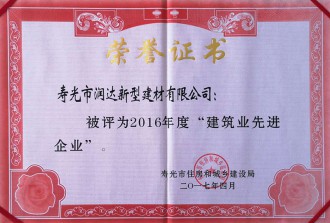 荣誉证书
寿光市润达新型建材有限公司：
被评为2016年度“建筑业先进
企业”。
寿光市住房和城乡建设局
二〇一七年四月